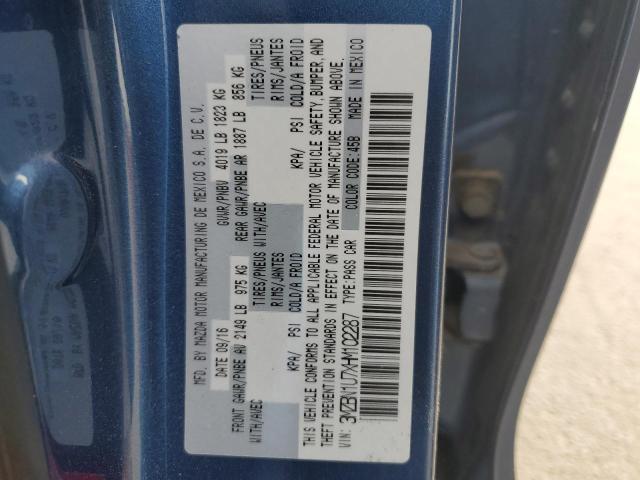 MFD. BY MAZDA MOTOR MANUFACTURING DE MEXICO S.A. DE C.V.
DATE 09/16 GVWR/PNBV 4019 LB 1823 KG
FRONT GAWR/PNBE AV 2149 LB 975 KG REAR GAWR/PNBE AR 1887 LB 856 KG
WITH/AVEC TIRES/PNEUS WITH/AVEC TIRES/PNEUS
RIMS/JANTES RIMS/JANTES
KPA/ PSI COLD/A FROID KPA/ PSI COLD/A FROID
THIS VEHICLE CONFORMS TO ALL APPLICABLE FEDERAL MOTOR VEHICLE SAFETY, BUMPER, AND
THEFT PREVENTION STANDARDS IN EFFECT ON THE DATE OF MANUFACTURE SHOWN ABOVE.
VIN: 3MZBN1U7XHM102287 TYPE:PASS CAR COLOR CODE:45B MADE IN MEXICO